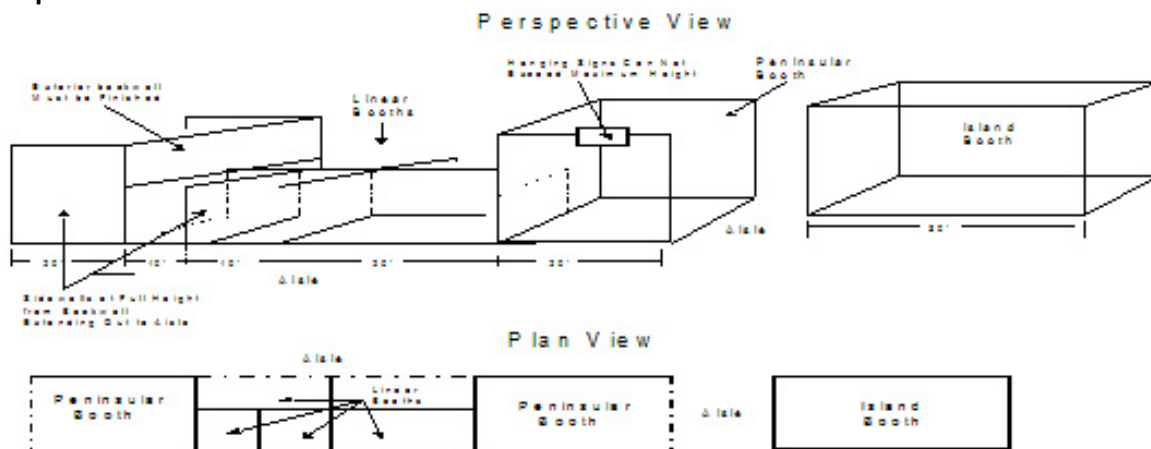 Perspective View
Hanging Signs Can Not
Exceed Maximum Height
Peninsular
Booth
Exterior backwall
Must be Finished
Linear
Booths
Island
Booth
Aisle
Aisle
Sidewalls at Full Height
from Backwall
Extending Out to Aisle
Plan View
Aisle
Peninsular
Booth
Linear
Booths
Peninsular
Booth
Aisle
Island
Booth